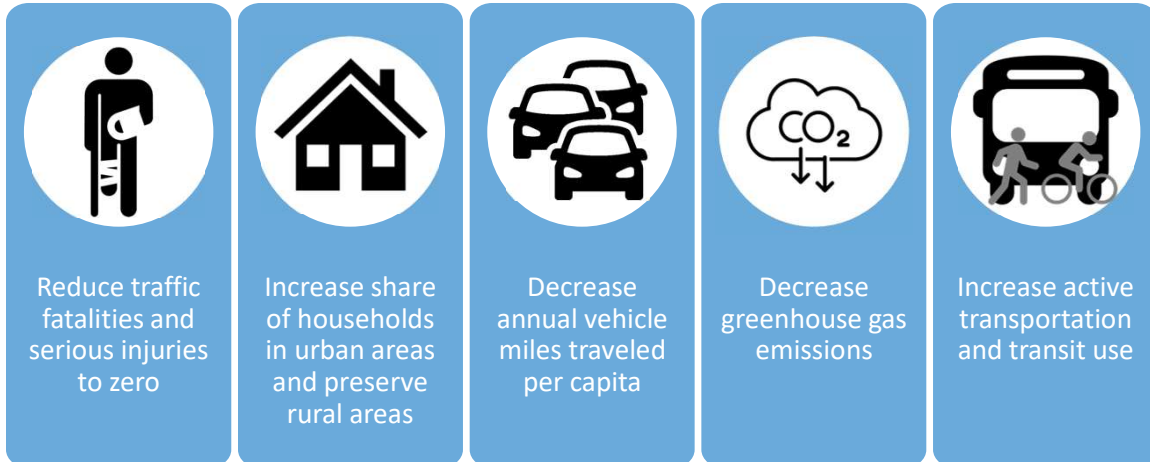 CO₂
Reduce traffic
fatalities and
serious injuries
to zero
Increase share
of households
in urban areas
and preserve
rural areas
Decrease
annual vehicle
miles traveled
per capita
Decrease
greenhouse gas
emissions
Increase active
transportation
and transit use